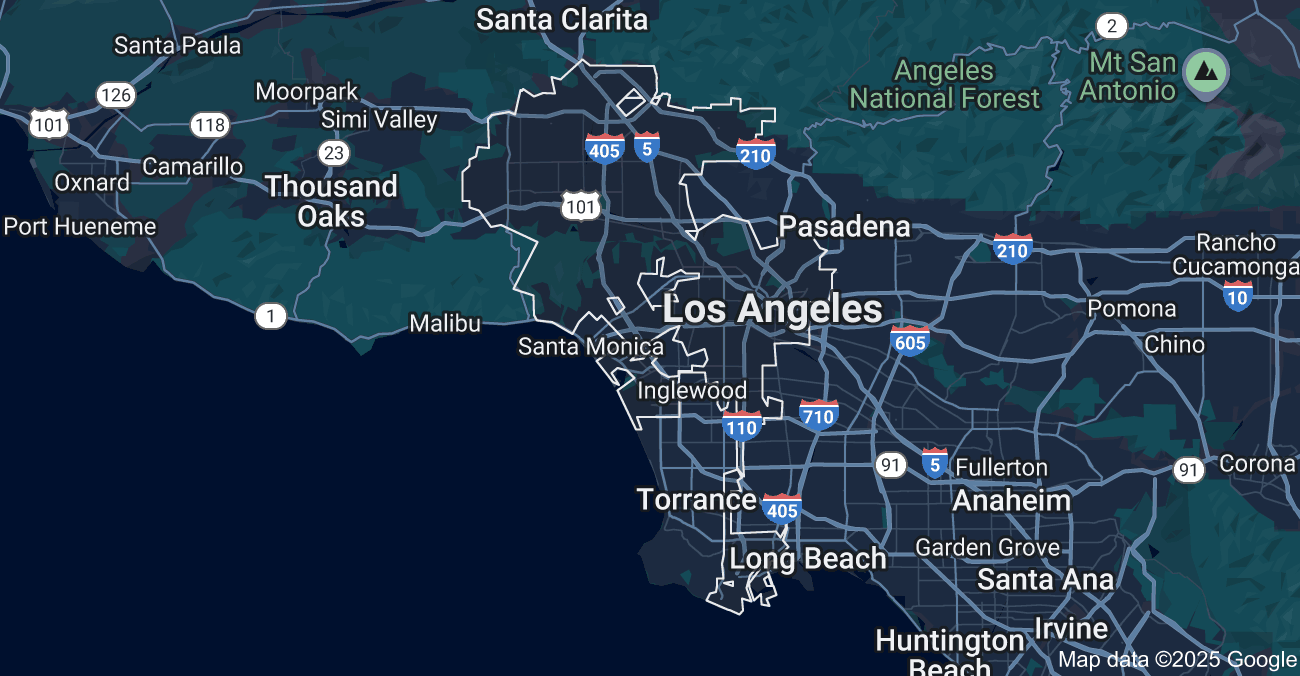 Santa Clarita
2
Santa Paula
Mt San
Antonio
Angeles
National Forest
126
Moorpark
101
118
Simi Valley
405
5
210
23
Camarillo
Oxnard
Thousand
Oaks
101
Port Hueneme
Pasadena
210
Rancho
Cucamonga
10
Los Angeles
Pomona
1
Malibu
605
Santa Monica
Chino
Inglewood
710
110
91
5
Fullerton
91
Corona
Torrance
405
Anaheim
Garden Grove
Long Beach
Santa Ana
Irvine
Huntington
Beach
Map data ©2025 Google